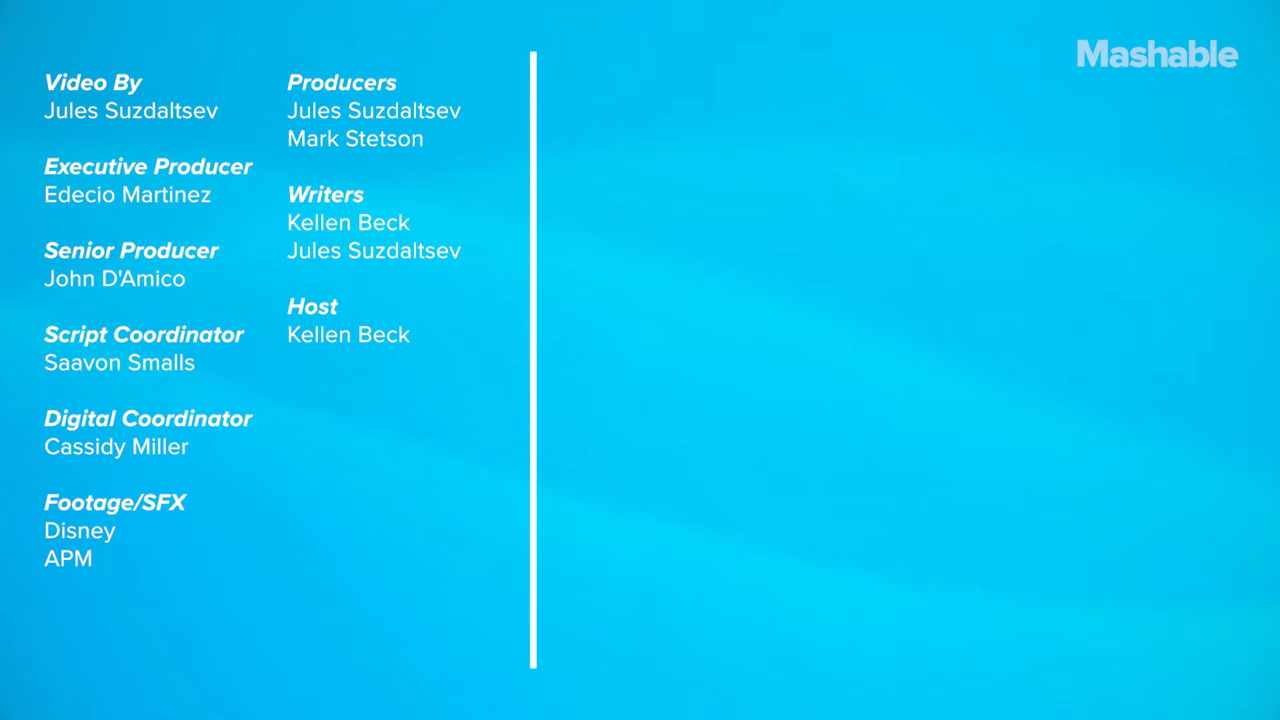 Mashable
Video By
Jules Suzdaltsev
Executive Producer
Edecio Martinez
Senior Producer
John D'Amico
Script Coordinator
Saavon Smalls
Digital Coordinator
Cassidy Miller
Footage/SFX
Disney
APM
Producers
Jules Suzdaltsev
Mark Stetson
Writers
Kellen Beck
Jules Suzdaltsev
Host
Kellen Beck